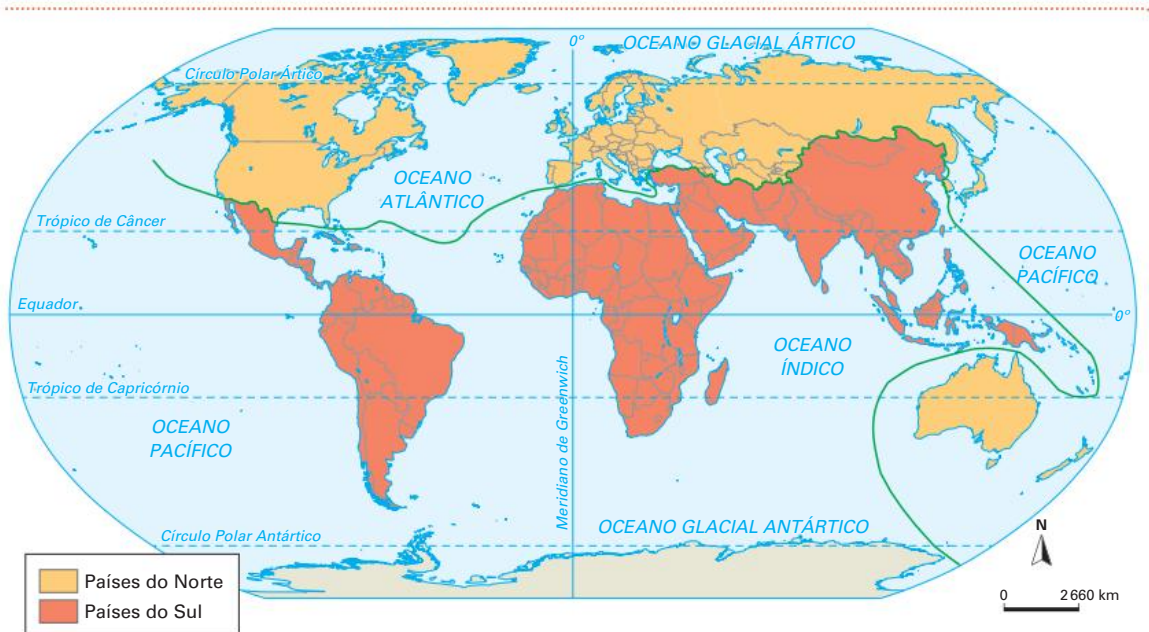 0°
OCEANO GLACIAL ÁRTICO
Círculo Polar Ártico
OCEANO
ATLÂNTICO
Trópico de Câncer
OCEANO
PACÍFICO
Equador
0°
OCEANO
ÍNDICO
Meridiano de Greenwich
Trópico de Capricórnio
OCEANO
PACÍFICO
Círculo Polar Antártico
OCEANO GLACIAL ANTÁRTICO
N
Países do Norte
Países do Sul
0 2 660 km